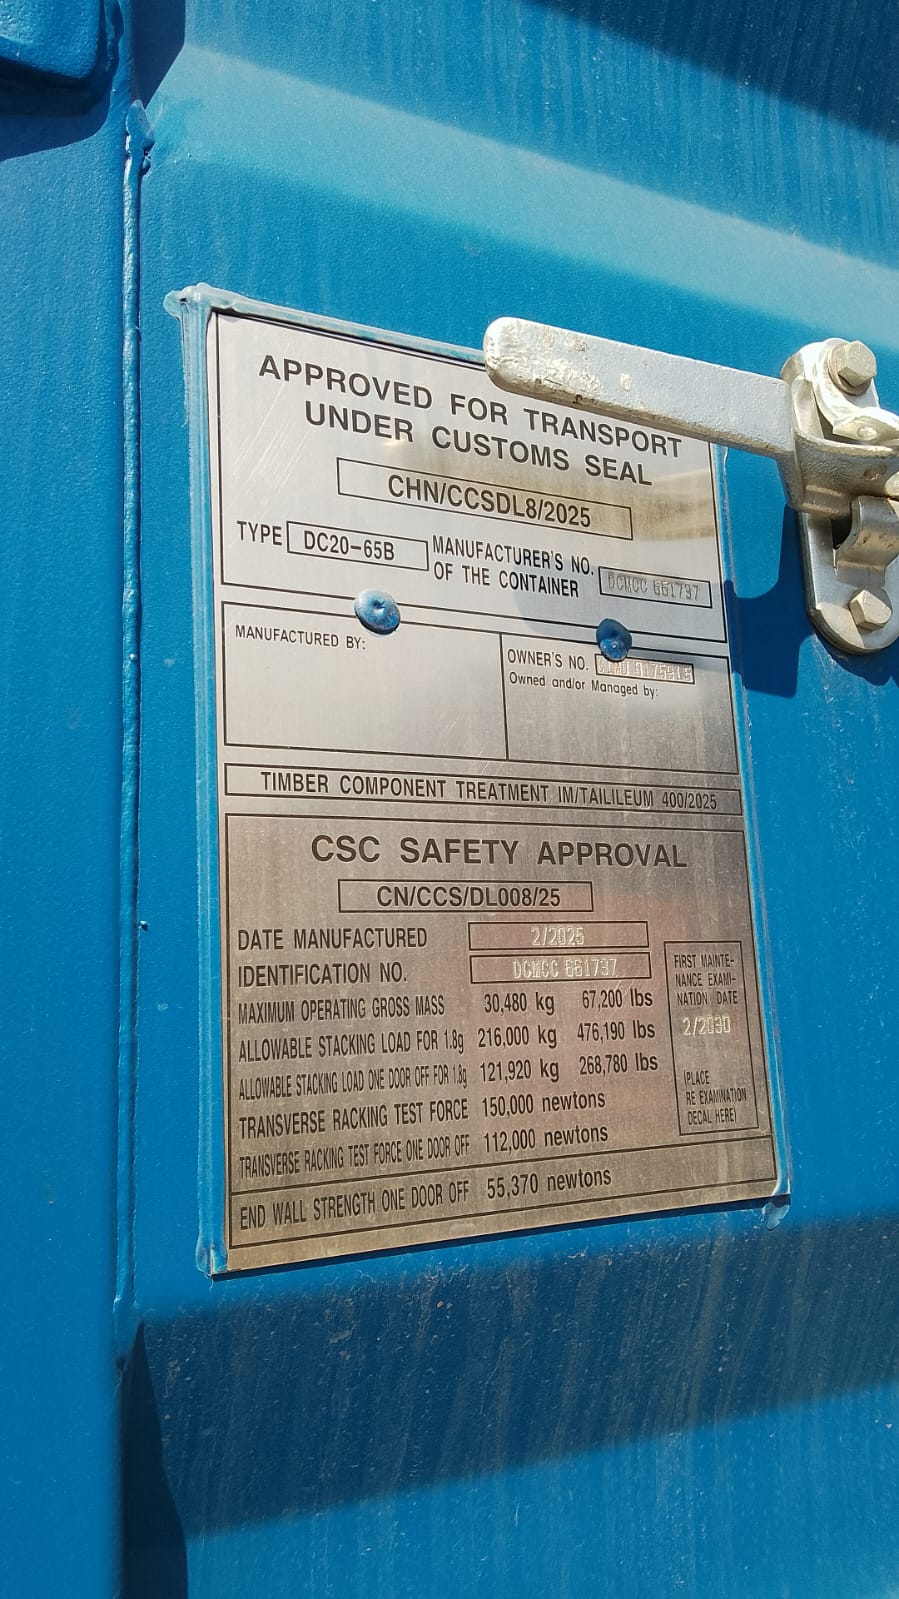 APPROVED FOR TRANSPORT
UNDER CUSTOMS SEAL
CHN/CCSDL8/2025
TYPE DC20-65B MANUFACTURER'S NO.
OF THE CONTAINER DCMCC 661797
MANUFACTURED BY:
OWNER'S NO.
Owned and/or Managed by:
TIMBER COMPONENT TREATMENT IM/TAILILEUM 400/2025
CSC SAFETY APPROVAL
CN/CCS/DL008/25
DATE MANUFACTURED 2/2025
IDENTIFICATION NO. DCMCC 661797
MAXIMUM OPERATING GROSS MASS 30,480 kg 67,200 lbs
ALLOWABLE STACKING LOAD FOR 1.8g 216,000 kg 476,190 lbs
ALLOWABLE STACKING LOAD ONE DOOR OFF FOR 1.8g 121,920 kg 268,780 lbs
TRANSVERSE RACKING TEST FORCE 150,000 newtons
TRANSVERSE RACKING TEST FORCE ONE DOOR OFF 112,000 newtons
END WALL STRENGTH ONE DOOR OFF 55,370 newtons
FIRST MAINTE-
NANCE EXAMI-
NATION DATE
2/2030
(PLACE
RE EXAMINATION
DECAL HERE)